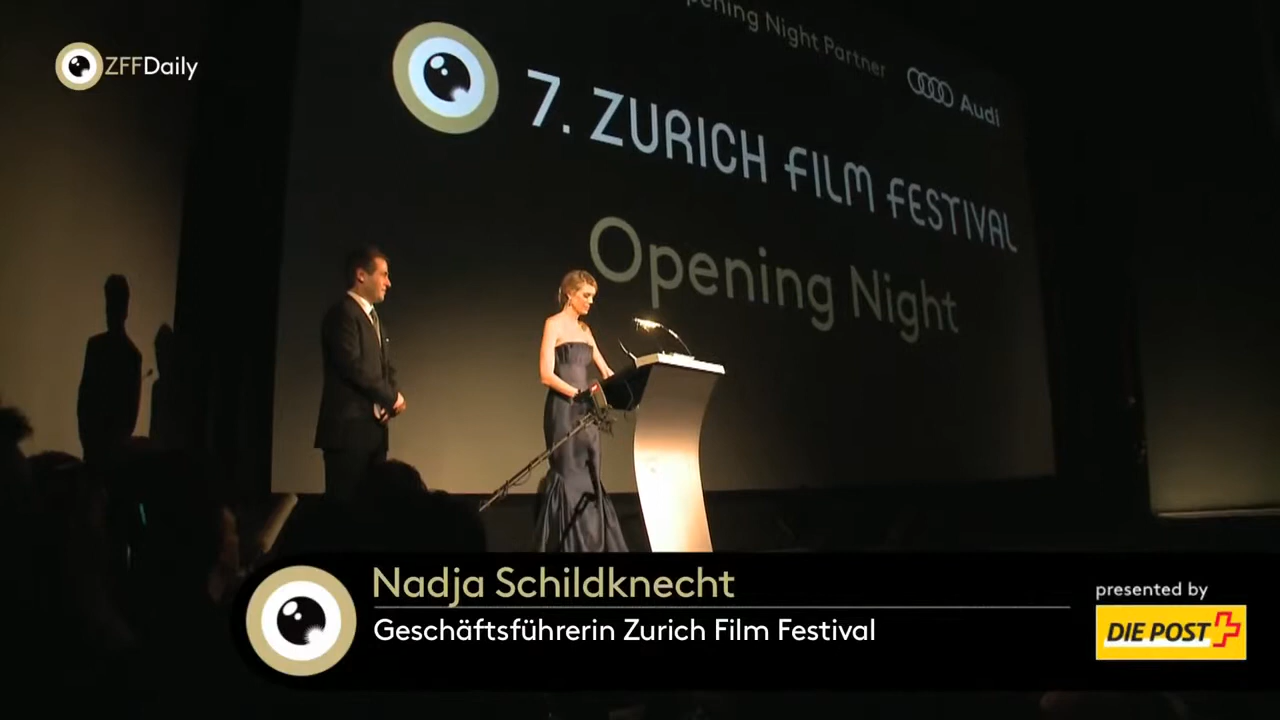 ZFFDaily
Opening Night Partner
Audi
7. ZURICH FILM FESTIVAL
Opening Night
Nadja Schildknecht
Geschäftsführerin Zurich Film Festival
presented by
DIE POST